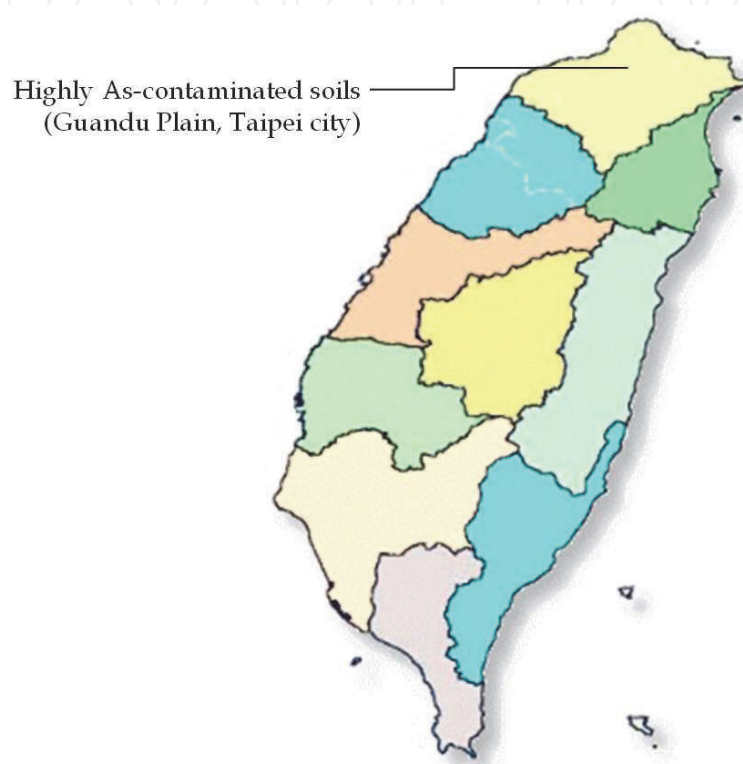 Highly As-contaminated soils
(Guandu Plain, Taipei city)